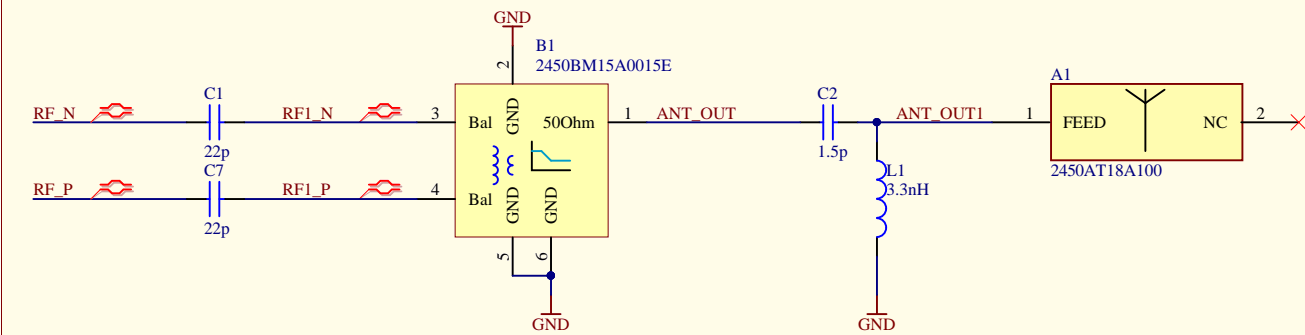 GND
B1
2450BM15A0015E
2
A1
C1
C2
RF_N
RF1_N
3
Bal
GND
50Ohm
1
ANT_OUT
ANT_OUT1
1
FEED
NC
2
22p
1.5p
2450AT18A100
C7
L1
3.3nH
RF_P
RF1_P
4
Bal
GND
GND
22p
5
6
GND
GND